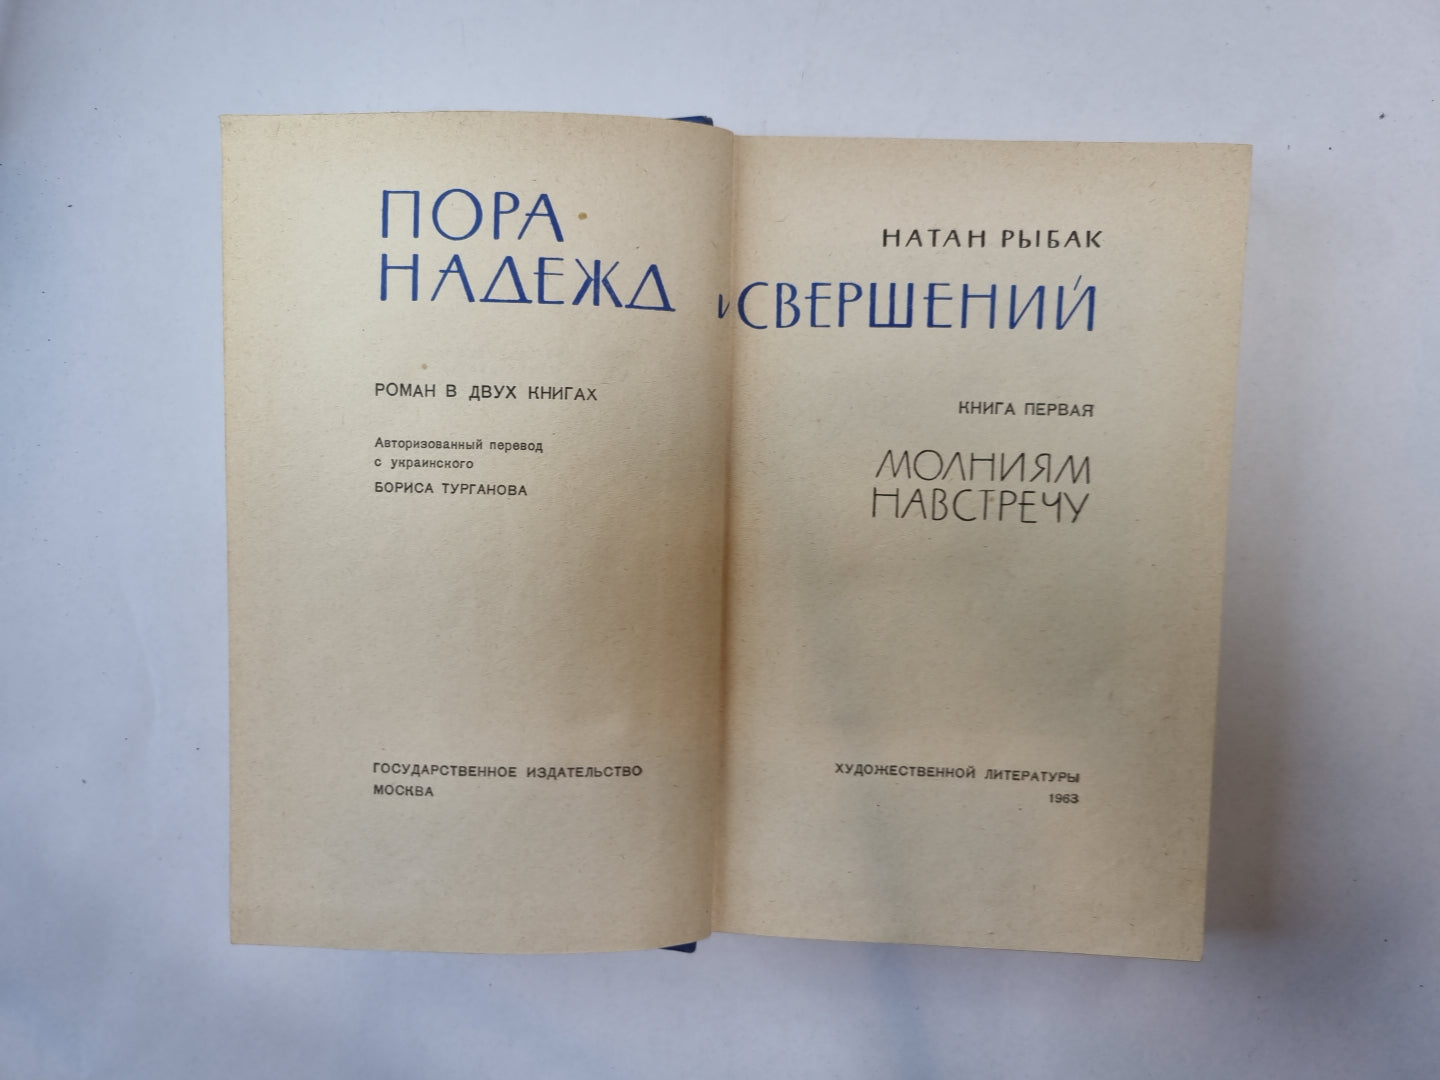 ПОРА
НАДЕЖД
РОМАН В ДВУХ КНИГАХ
Авторизованный перевод
с украинского
БОРИСА ТУРГАНОВА
ГОСУДАРСТВЕННОЕ ИЗДАТЕЛЬСТВО
МОСКВА
НАТАН РЫБАК
и СВЕРШЕНИЙ
КНИГА ПЕРВАЯ
МОЛНИЯМ
НАВСТРЕЧУ
ХУДОЖЕСТВЕННОЙ ЛИТЕРАТУРЫ
1963